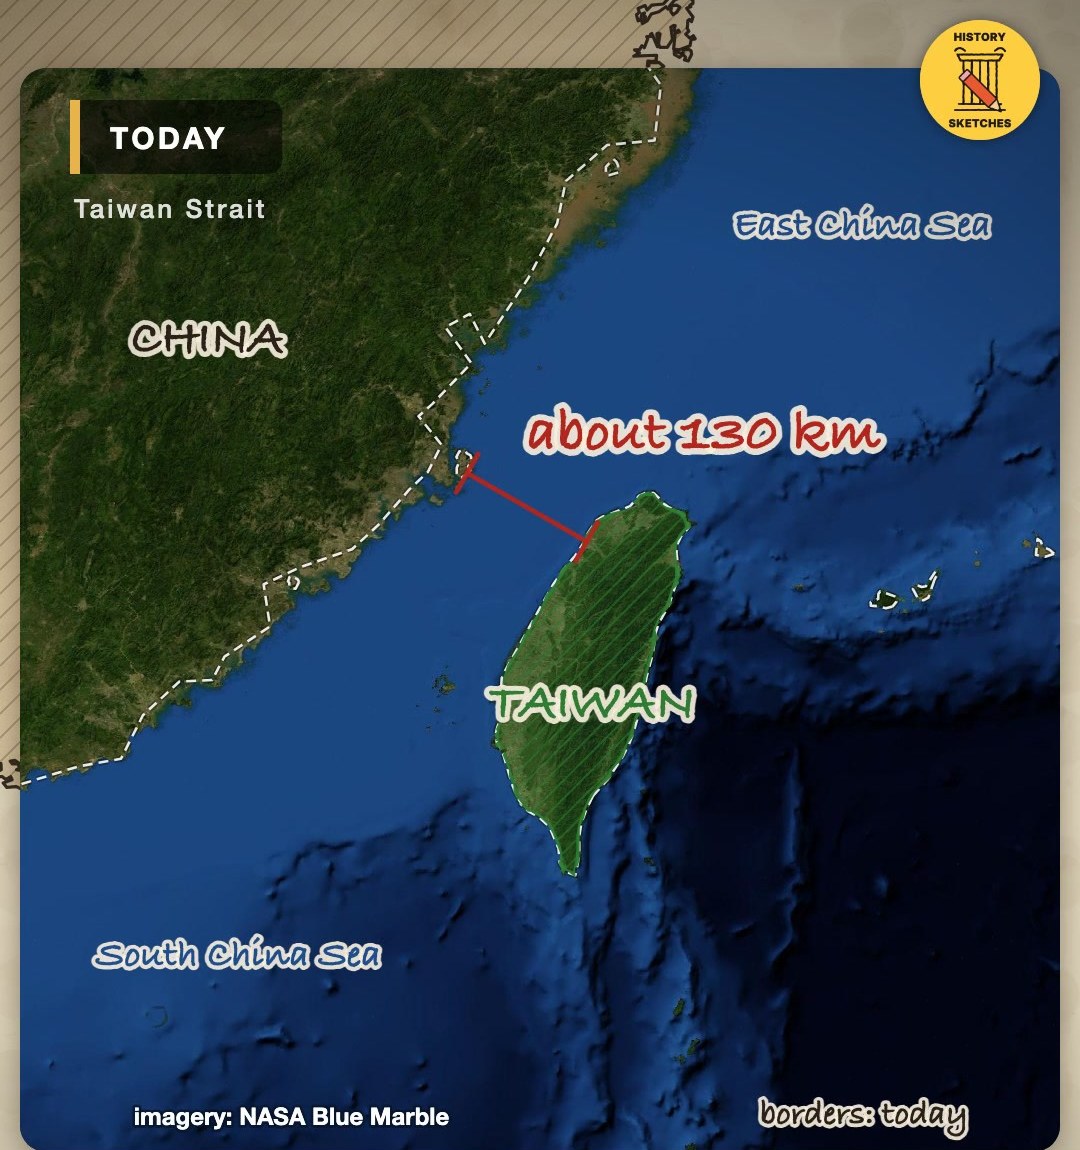 HISTORY
SKETCHES
TODAY
Taiwan Strait
East China Sea
CHINA
about 130 km
TAIWAN
South China Sea
imagery: NASA Blue Marble
borders: today